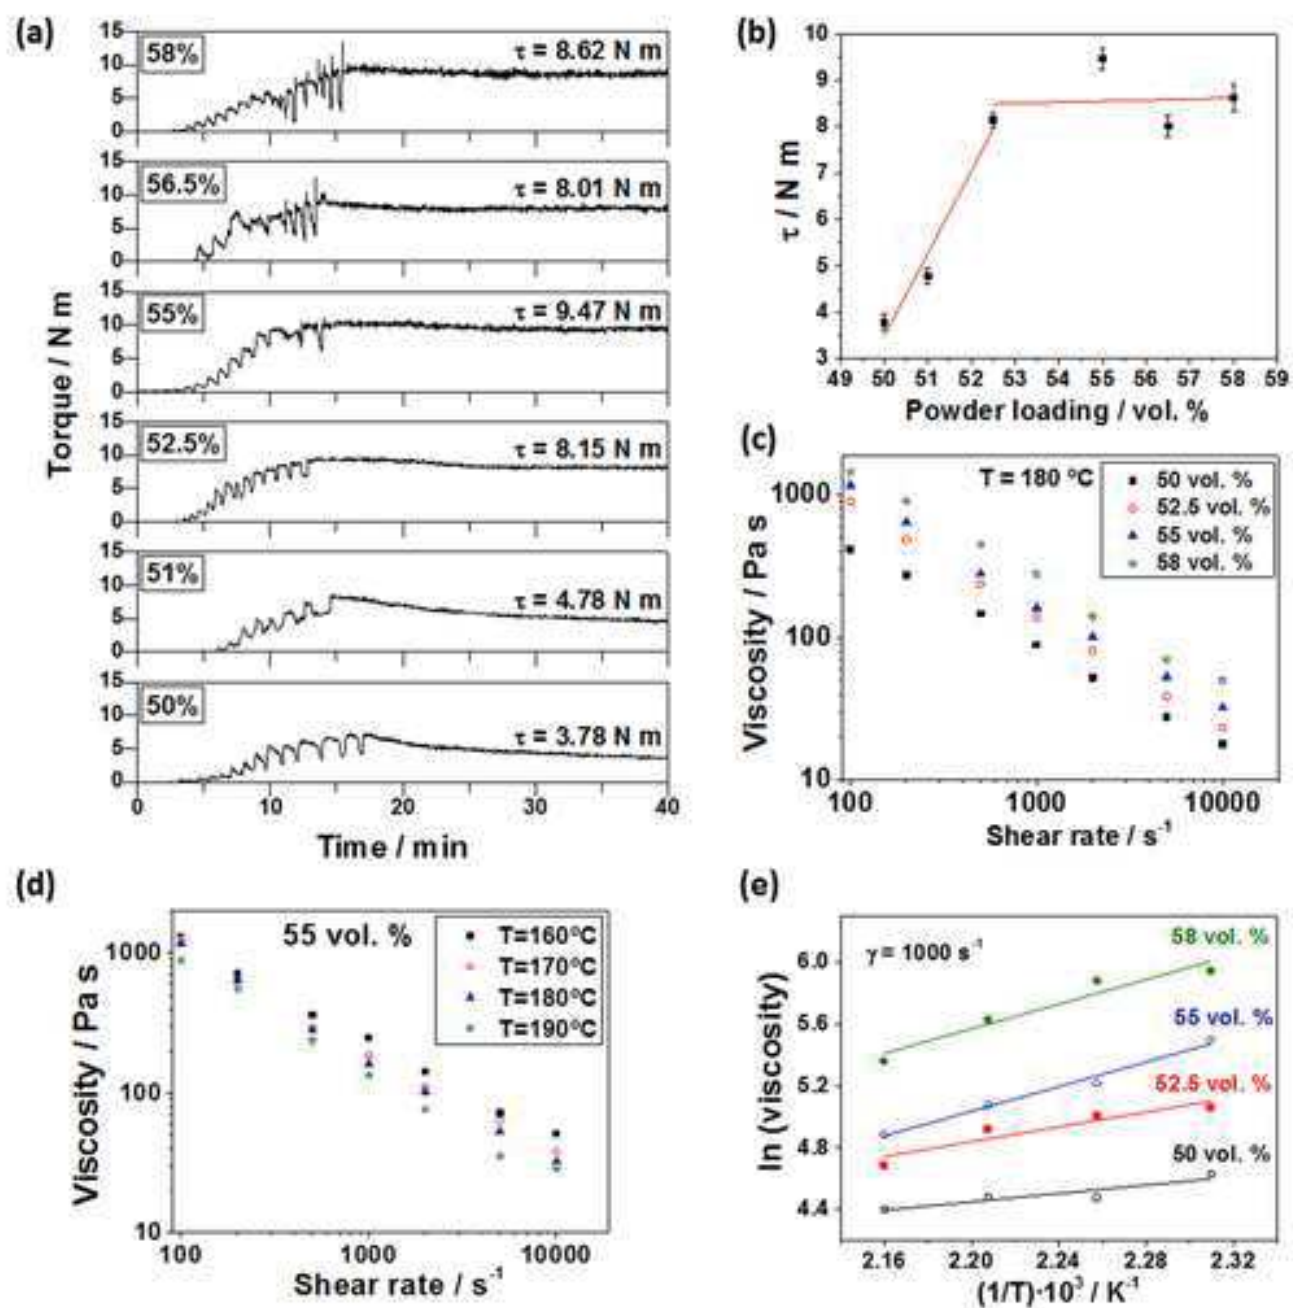 (a)
15
10
5
0
58%
τ = 8.62 N m
15
10
5
0
56.5%
τ = 8.01 N m
15
10
5
0
55%
τ = 9.47 N m
15
10
5
0
52.5%
τ = 8.15 N m
15
10
5
0
51%
τ = 4.78 N m
15
10
5
0
50%
τ = 3.78 N m
0 10 20 30 40
Time / min
Torque / N m
(b)
10
9
8
7
6
5
4
3
τ / N m
49 50 51 52 53 54 55 56 57 58 59
Powder loading / vol. %
(c)
T = 180 ºC
50 vol. %
52.5 vol. %
55 vol. %
58 vol. %
1000
100
10
Viscosity / Pa s
100 1000 10000
Shear rate / s⁻¹
(d)
55 vol. %
T=160ºC
T=170ºC
T=180ºC
T=190ºC
1000
100
10
Viscosity / Pa s
100 1000 10000
Shear rate / s⁻¹
(e)
γ = 1000 s⁻¹
58 vol. %
55 vol. %
52.5 vol. %
50 vol. %
6.0
5.6
5.2
4.8
4.4
ln (viscosity)
2.16 2.20 2.24 2.28 2.32
(1/T)·10³ / K⁻¹